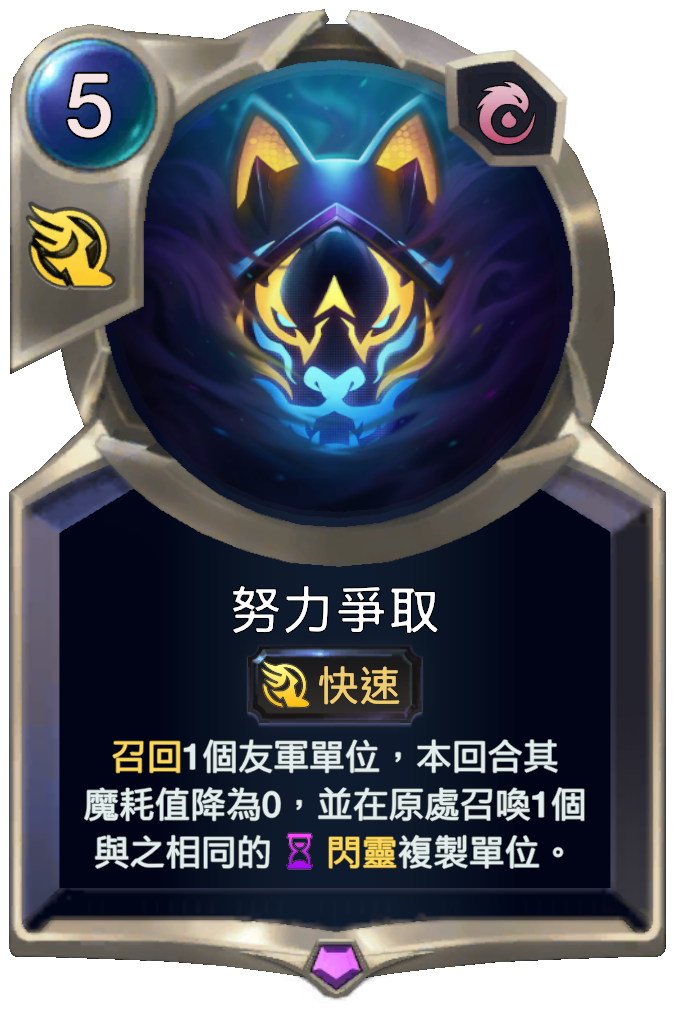 5
努力爭取
快速
召回1個友軍單位，本回合其
魔耗值降為0，並在原處召喚1個
與之相同的 閃靈複製單位。